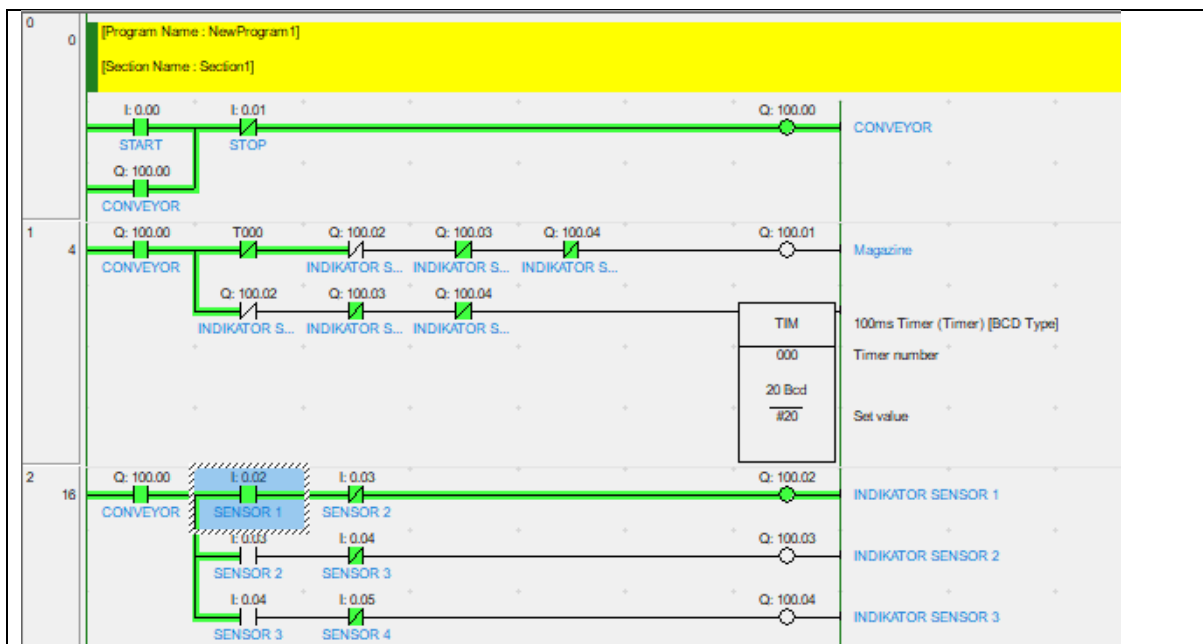 0
0
[Program Name : NewProgram1]
[Section Name : Section1]
I: 0.00 I: 0.01 Q: 100.00
START STOP CONVEYOR
Q: 100.00
CONVEYOR
1
4
Q: 100.00 T000 Q: 100.02 Q: 100.03 Q: 100.04 Q: 100.01
CONVEYOR INDIKATOR S... INDIKATOR S... INDIKATOR S... Magazine
Q: 100.02 Q: 100.03 Q: 100.04
INDIKATOR S... INDIKATOR S... INDIKATOR S...
TIM 100ms Timer (Timer) [BCD Type]
000 Timer number
20 Bcd
#20 Set value
2
16
Q: 100.00 I: 0.02 I: 0.03 Q: 100.02
CONVEYOR SENSOR 1 SENSOR 2 INDIKATOR SENSOR 1
I: 0.03 I: 0.04 Q: 100.03
SENSOR 2 SENSOR 3 INDIKATOR SENSOR 2
I: 0.04 I: 0.05 Q: 100.04
SENSOR 3 SENSOR 4 INDIKATOR SENSOR 3